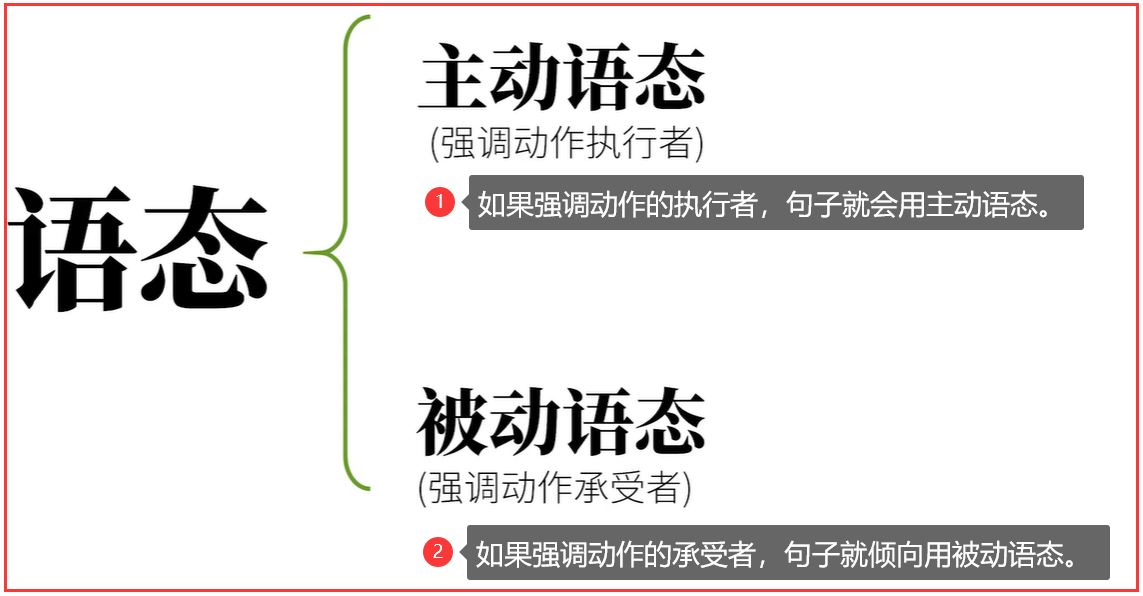 语态
主动语态
(强调动作执行者)
1 如果强调动作的执行者，句子就会用主动语态。
被动语态
(强调动作承受者)
2 如果强调动作的承受者，句子就倾向用被动语态。